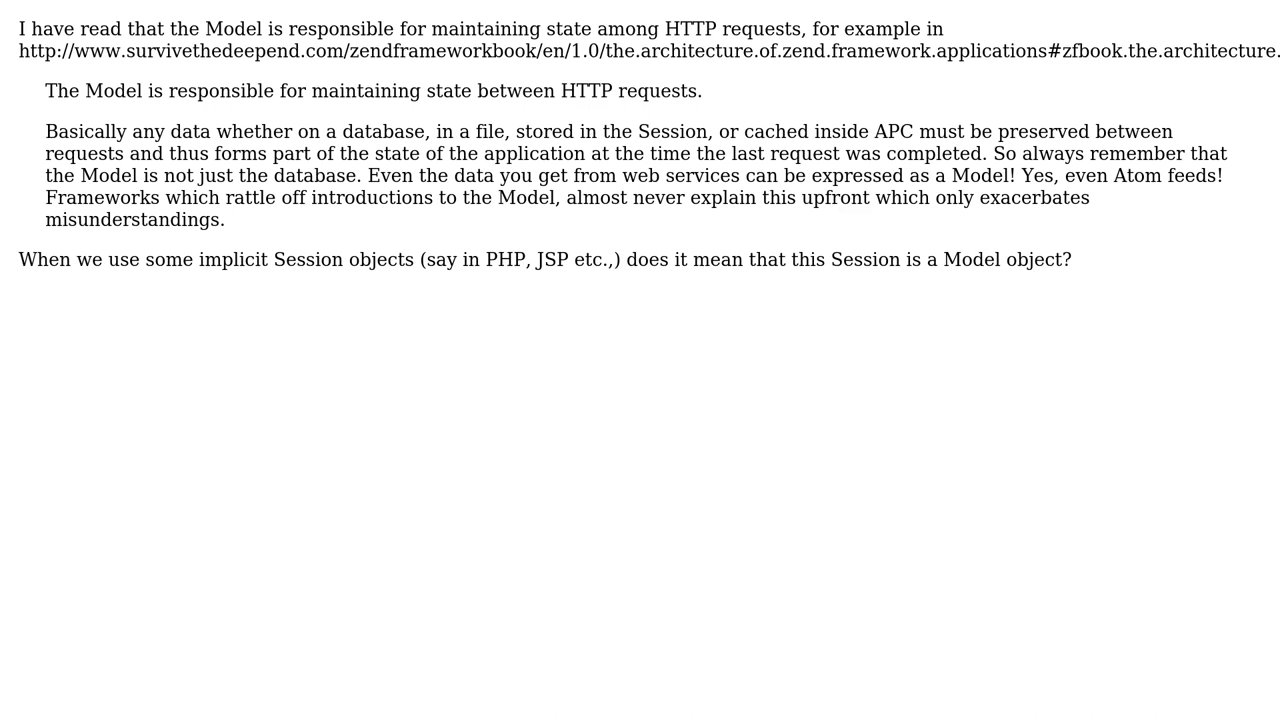 I have read that the Model is responsible for maintaining state among HTTP requests, for example in
http://www.survivethedeepend.com/zendframeworkbook/en/1.0/the.architecture.of.zend.framework.applications#zfbook.the.architecture.
The Model is responsible for maintaining state between HTTP requests.
Basically any data whether on a database, in a file, stored in the Session, or cached inside APC must be preserved between
requests and thus forms part of the state of the application at the time the last request was completed. So always remember that
the Model is not just the database. Even the data you get from web services can be expressed as a Model! Yes, even Atom feeds!
Frameworks which rattle off introductions to the Model, almost never explain this upfront which only exacerbates
misunderstandings.
When we use some implicit Session objects (say in PHP, JSP etc.,) does it mean that this Session is a Model object?